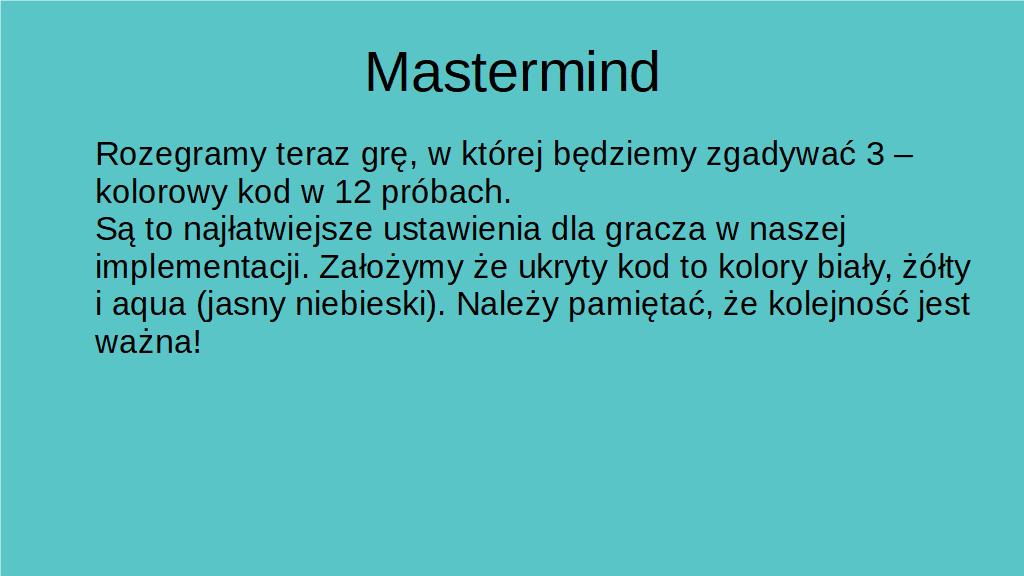 Mastermind
Rozegramy teraz grę, w której będziemy zgadywać 3 –
kolorowy kod w 12 próbach.
Są to najłatwiejsze ustawienia dla gracza w naszej
implementacji. Założymy że ukryty kod to kolory biały, żółty
i aqua (jasny niebieski). Należy pamiętać, że kolejność jest
ważna!